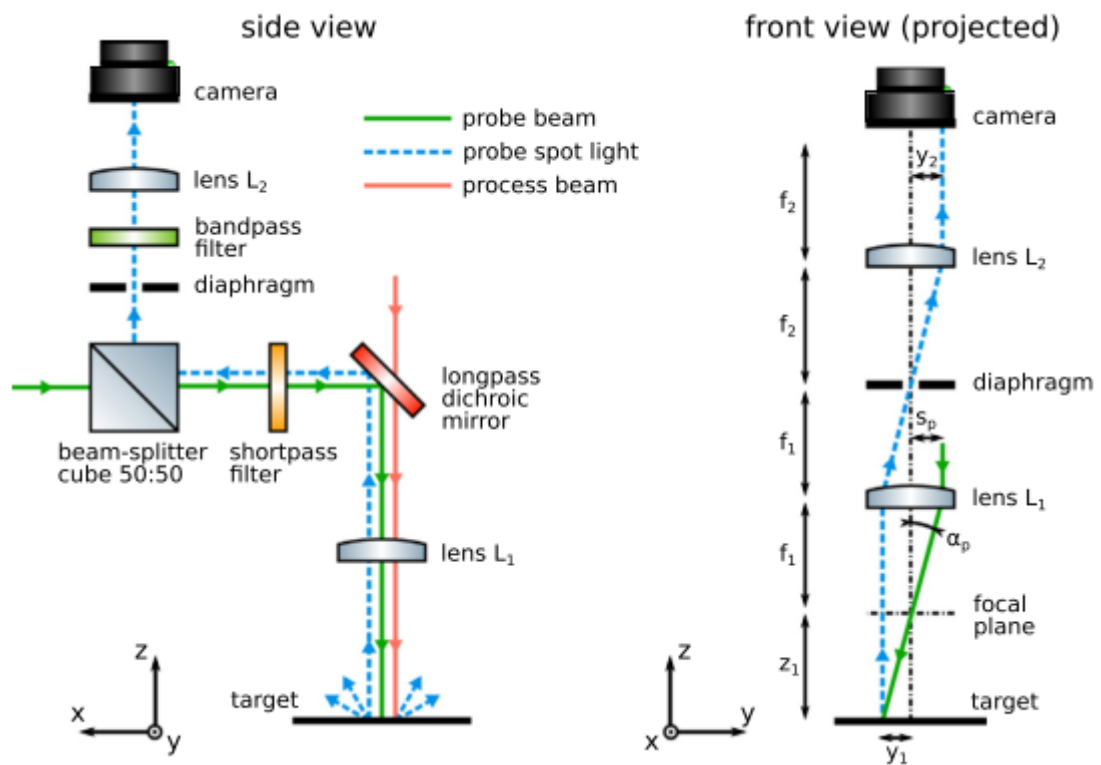 side view
camera
lens L₂
bandpass
filter
diaphragm
beam-splitter
cube 50:50
shortpass
filter
longpass
dichroic
mirror
lens L₁
target
z
x
y
probe beam
probe spot light
process beam
front view (projected)
camera
y₂
f₂
lens L₂
f₂
diaphragm
f₁
sₚ
lens L₁
αₚ
f₁
focal
plane
z₁
target
y₁
z
x
y